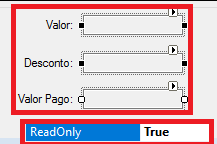 Valor:
Desconto:
Valor Pago:
ReadOnly True